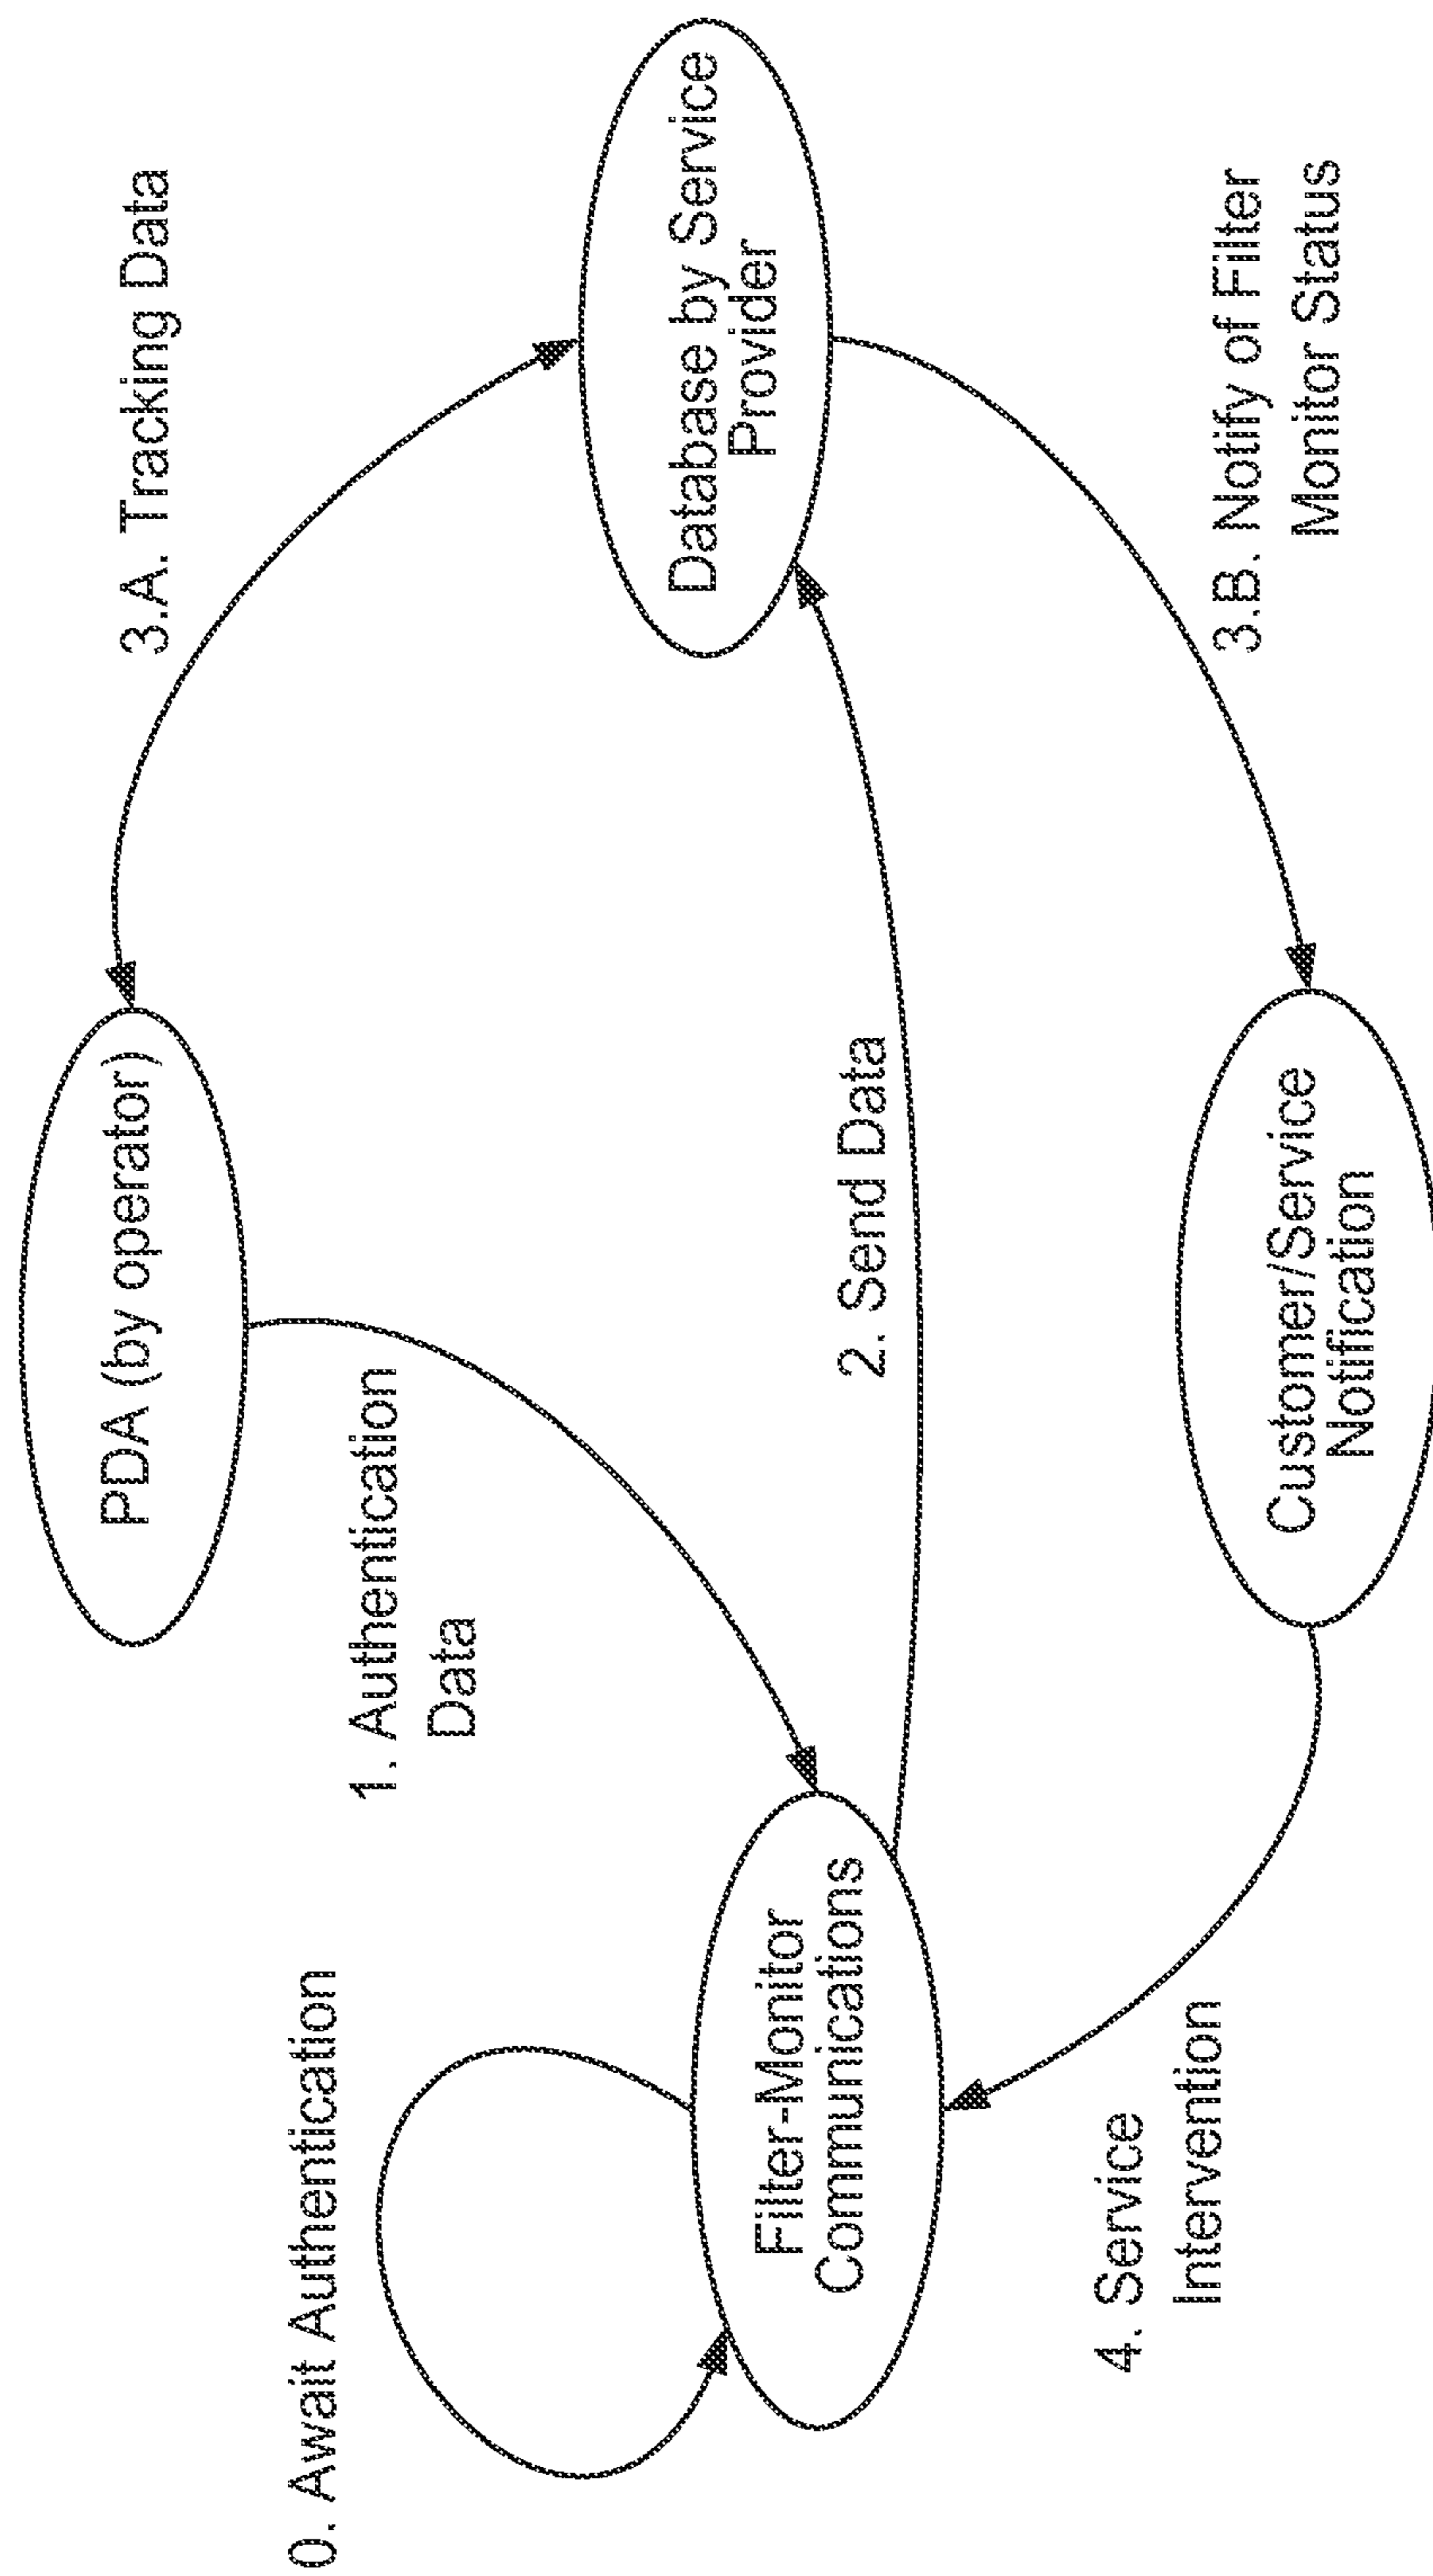 0. Await Authentication
PDA (by operator)
3.A. Tracking Data
1. Authentication
Data
Filter-Monitor
Communications
2. Send Data
Database by Service
Provider
4. Service
Intervention
Customer/Service
Notification
3.B. Notify of Filter
Monitor Status